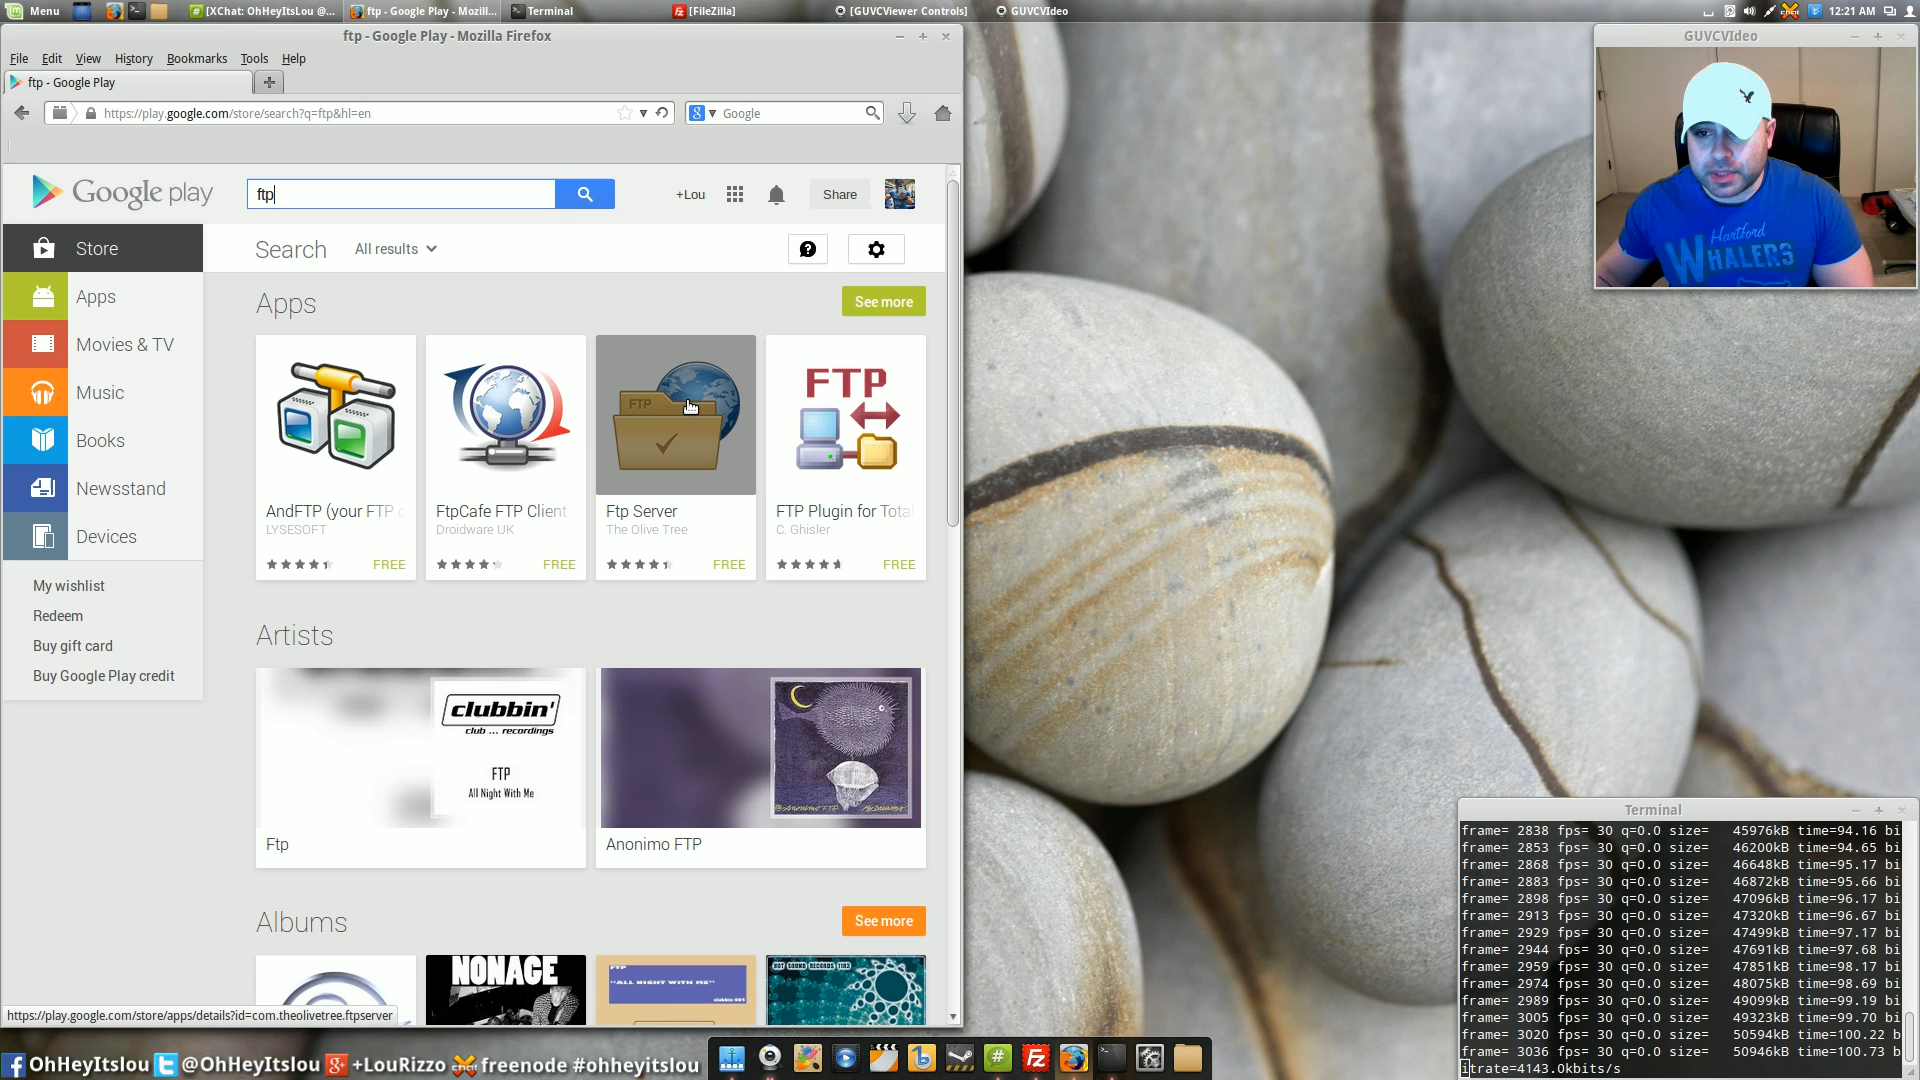 Menu
[XChat: OhHeyItsLou @...
ftp - Google Play - Mozill...
Terminal
[FileZilla]
[GUVCViewer Controls]
GUVCVIdeo
12:21 AM
ftp - Google Play - Mozilla Firefox
File Edit View History Bookmarks Tools Help
ftp - Google Play
https://play.google.com/store/search?q=ftp&hl=en
Google
Google play
ftp
+Lou
Share
Store
Apps
Movies & TV
Music
Books
Newsstand
Devices
My wishlist
Redeem
Buy gift card
Buy Google Play credit
Search
All results
Apps
See more
FTP
FTP
AndFTP (your FTP c
LYSESOFT
FREE
FtpCafe FTP Client
Droidware UK
FREE
Ftp Server
The Olive Tree
FREE
FTP Plugin for Tota
C. Ghisler
FREE
Artists
clubbin'
club ... recordings
FTP
All Night With Me
Ftp
Anonimo FTP
Albums
See more
NONAGE
FTP
"ALL NIGHT WITH ME"
clubbin 001
https://play.google.com/store/apps/details?id=com.theolivetree.ftpserver
GUVCVIdeo
Hartford
WHALERS
Terminal
frame= 2838 fps= 30 q=0.0 size=   45976kB time=94.16 bi
frame= 2853 fps= 30 q=0.0 size=   46200kB time=94.65 bi
frame= 2868 fps= 30 q=0.0 size=   46648kB time=95.17 bi
frame= 2883 fps= 30 q=0.0 size=   46872kB time=95.66 bi
frame= 2898 fps= 30 q=0.0 size=   47096kB time=96.17 bi
frame= 2913 fps= 30 q=0.0 size=   47320kB time=96.67 bi
frame= 2929 fps= 30 q=0.0 size=   47499kB time=97.17 bi
frame= 2944 fps= 30 q=0.0 size=   47691kB time=97.68 bi
frame= 2959 fps= 30 q=0.0 size=   47851kB time=98.17 bi
frame= 2974 fps= 30 q=0.0 size=   48075kB time=98.69 bi
frame= 2989 fps= 30 q=0.0 size=   49099kB time=99.19 bi
frame= 3005 fps= 30 q=0.0 size=   49323kB time=99.70 bi
frame= 3020 fps= 30 q=0.0 size=   50594kB time=100.22 b
frame= 3036 fps= 30 q=0.0 size=   50946kB time=100.73 b
itrate=4143.0kbits/s
OhHeyItslou @OhHeyItslou +LouRizzo freenode #ohheyitslou